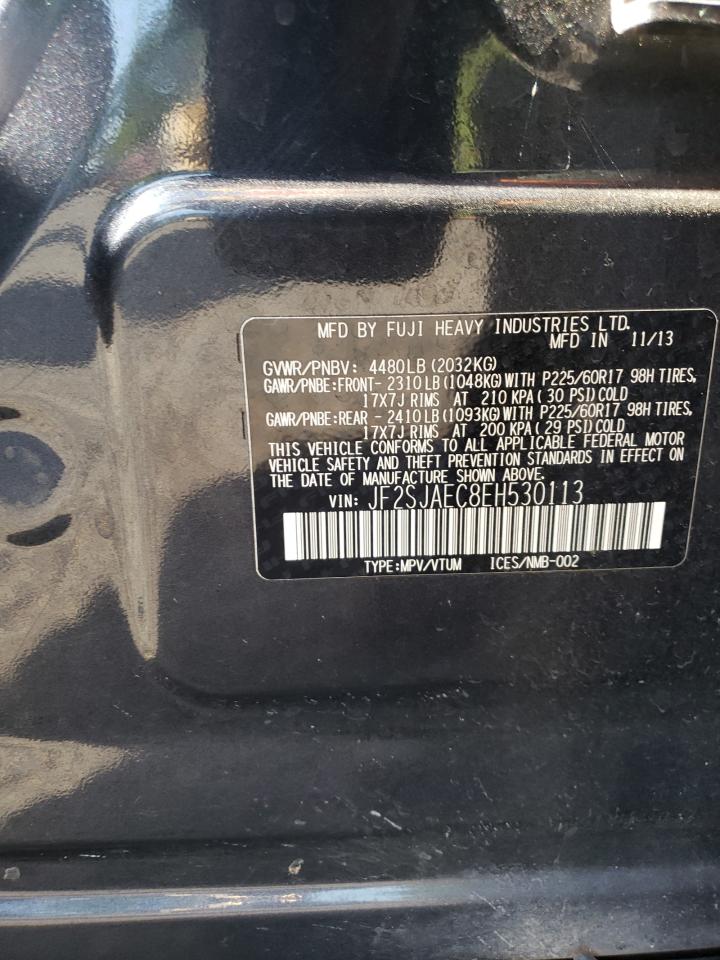 MFD BY FUJI HEAVY INDUSTRIES LTD.
MFD IN 11/13
GVWR/PNBV: 4480LB (2032KG)
GAWR/PNBE:FRONT- 2310LB (1048KG) WITH P225/60R17 98H TIRES,
17X7J RIMS AT 210 KPA ( 30 PSI) COLD
GAWR/PNBE:REAR - 2410LB (1093KG) WITH P225/60R17 98H TIRES,
17X7J RIMS AT 200 KPA ( 29 PSI) COLD
THIS VEHICLE CONFORMS TO ALL APPLICABLE FEDERAL MOTOR
VEHICLE SAFETY AND THEFT PREVENTION STANDARDS IN EFFECT ON
THE DATE OF MANUFACTURE SHOWN ABOVE.
VIN: JF2SJAEC8EH530113
TYPE:MPV/VTUM ICES/NMB-002